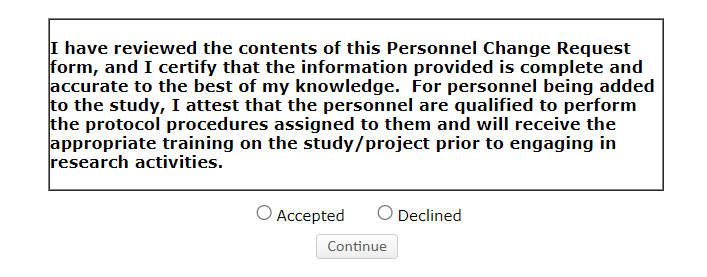 I have reviewed the contents of this Personnel Change Request
form, and I certify that the information provided is complete and
accurate to the best of my knowledge.  For personnel being added
to the study, I attest that the personnel are qualified to perform
the protocol procedures assigned to them and will receive the
appropriate training on the study/project prior to engaging in
research activities.
Accepted Declined
Continue